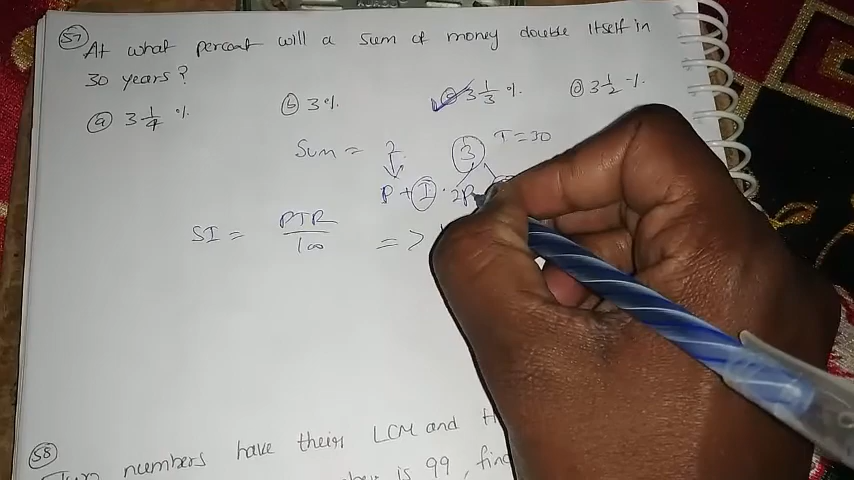 57 At what percent will a sum of money double itself in
30 years?
a 3 1/4 % b 3 % c 3 1/3 % d 3 1/2 %
Sum = 2 3 T = 30
P + I 2P
SI = PTR/100 =>
58 Two numbers have their LCM and
is 99, find